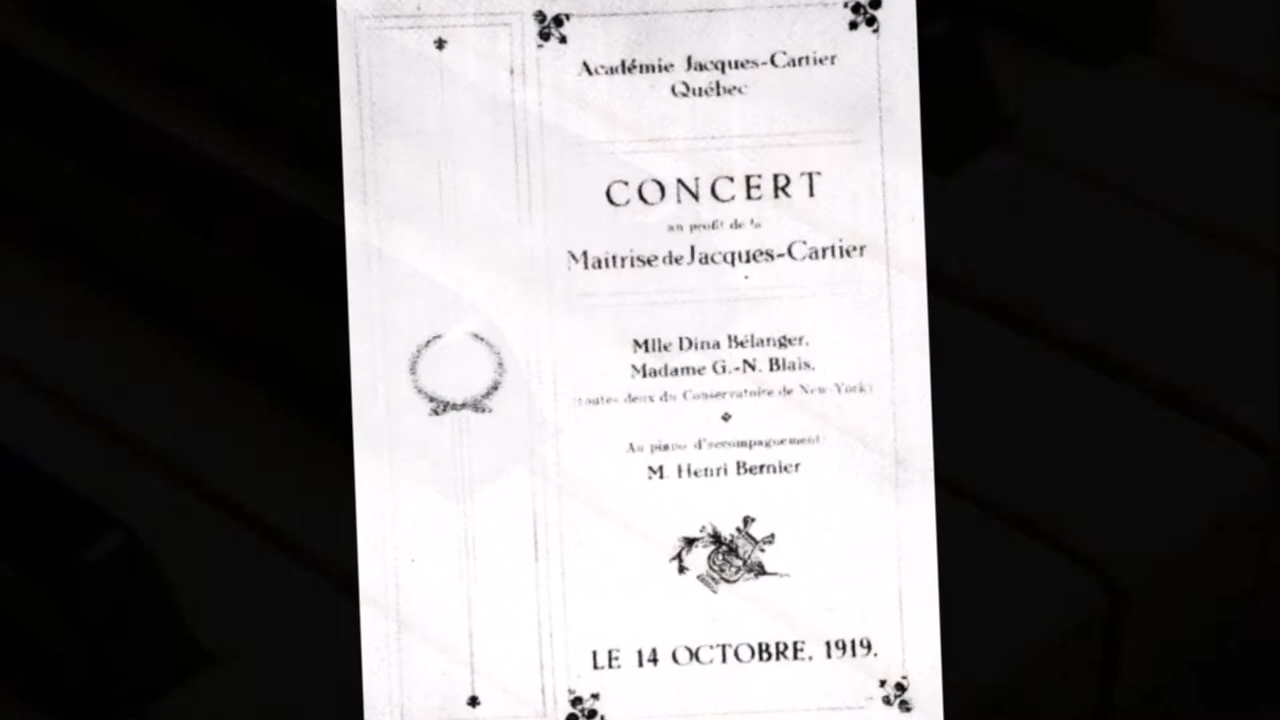 Académie Jacques-Cartier
Québec
CONCERT
au profit de la
Maitrise de Jacques-Cartier
Mlle Dina Bélanger,
Madame G.-N. Blais,
(toutes deux du Conservatoire de New-York)
Au piano d'accompagnement
M. Henri Bernier
LE 14 OCTOBRE, 1919.